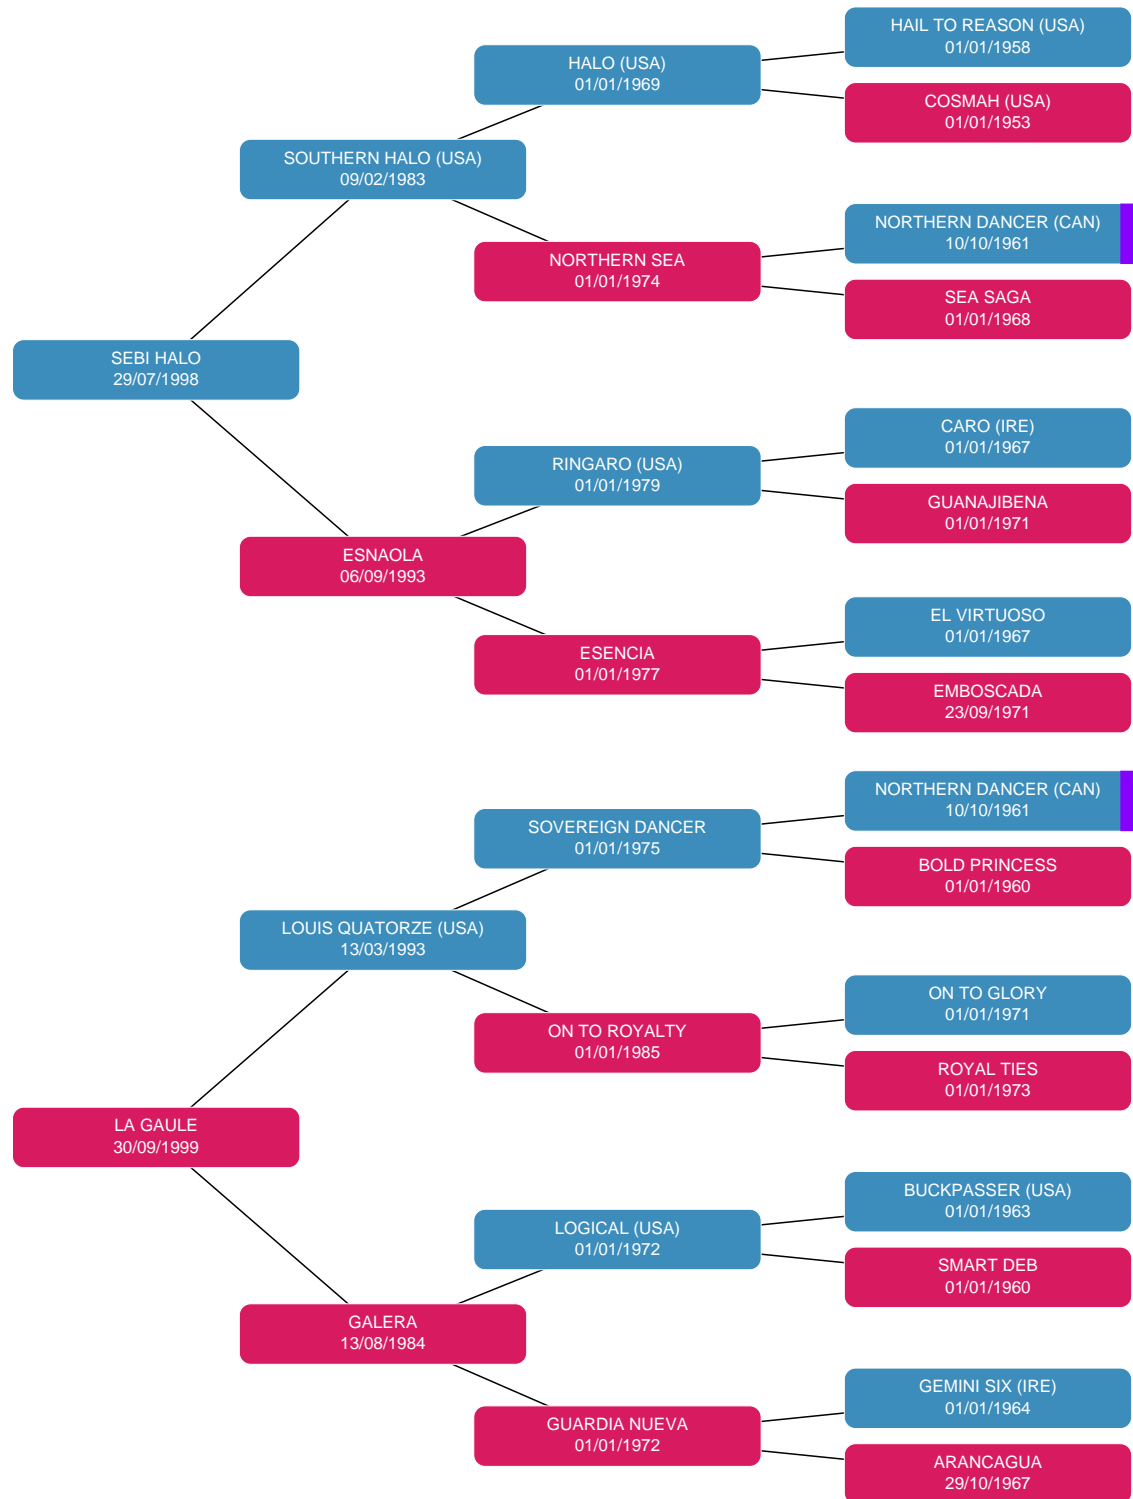 HAIL TO REASON (USA)
01/01/1958
HALO (USA)
01/01/1969
COSMAH (USA)
01/01/1953
SOUTHERN HALO (USA)
09/02/1983
NORTHERN DANCER (CAN)
10/10/1961
NORTHERN SEA
01/01/1974
SEA SAGA
01/01/1968
SEBI HALO
29/07/1998
CARO (IRE)
01/01/1967
RINGARO (USA)
01/01/1979
GUANAJIBENA
01/01/1971
ESNAOLA
06/09/1993
EL VIRTUOSO
01/01/1967
ESENCIA
01/01/1977
EMBOSCADA
23/09/1971
NORTHERN DANCER (CAN)
10/10/1961
SOVEREIGN DANCER
01/01/1975
BOLD PRINCESS
01/01/1960
LOUIS QUATORZE (USA)
13/03/1993
ON TO GLORY
01/01/1971
ON TO ROYALTY
01/01/1985
ROYAL TIES
01/01/1973
LA GAULE
30/09/1999
BUCKPASSER (USA)
01/01/1963
LOGICAL (USA)
01/01/1972
SMART DEB
01/01/1960
GALERA
13/08/1984
GEMINI SIX (IRE)
01/01/1964
GUARDIA NUEVA
01/01/1972
ARANCAGUA
29/10/1967